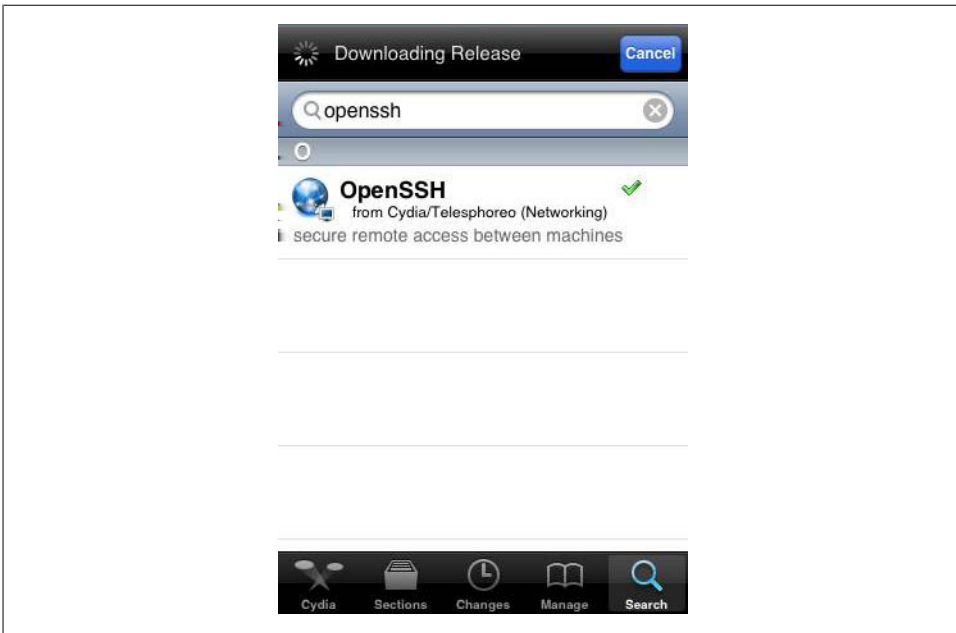 Downloading Release
Cancel
openssh
O
OpenSSH
from Cydia/Telesphoreo (Networking)
secure remote access between machines
Cydia
Sections
Changes
Manage
Search